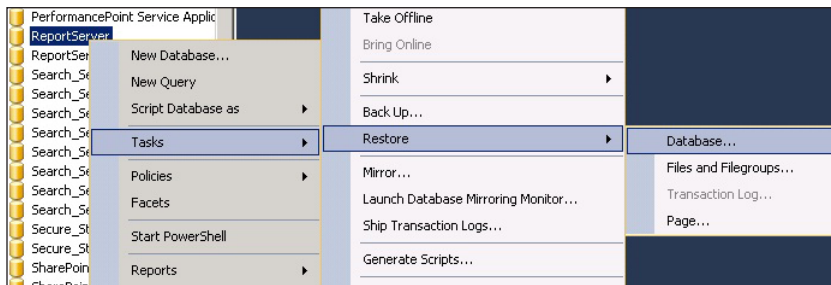 PerformancePoint Service Applic
ReportServer
ReportSer
Search_Se
Search_Se
Search_Se
Search_Se
Search_Se
Search_Se
Search_Se
Search_Se
Secure_St
Secure_St
SharePoin
New Database...
New Query
Script Database as
Tasks
Policies
Facets
Start PowerShell
Reports
Take Offline
Bring Online
Shrink
Back Up...
Restore
Mirror...
Launch Database Mirroring Monitor...
Ship Transaction Logs...
Generate Scripts...
Database...
Files and Filegroups...
Transaction Log...
Page...